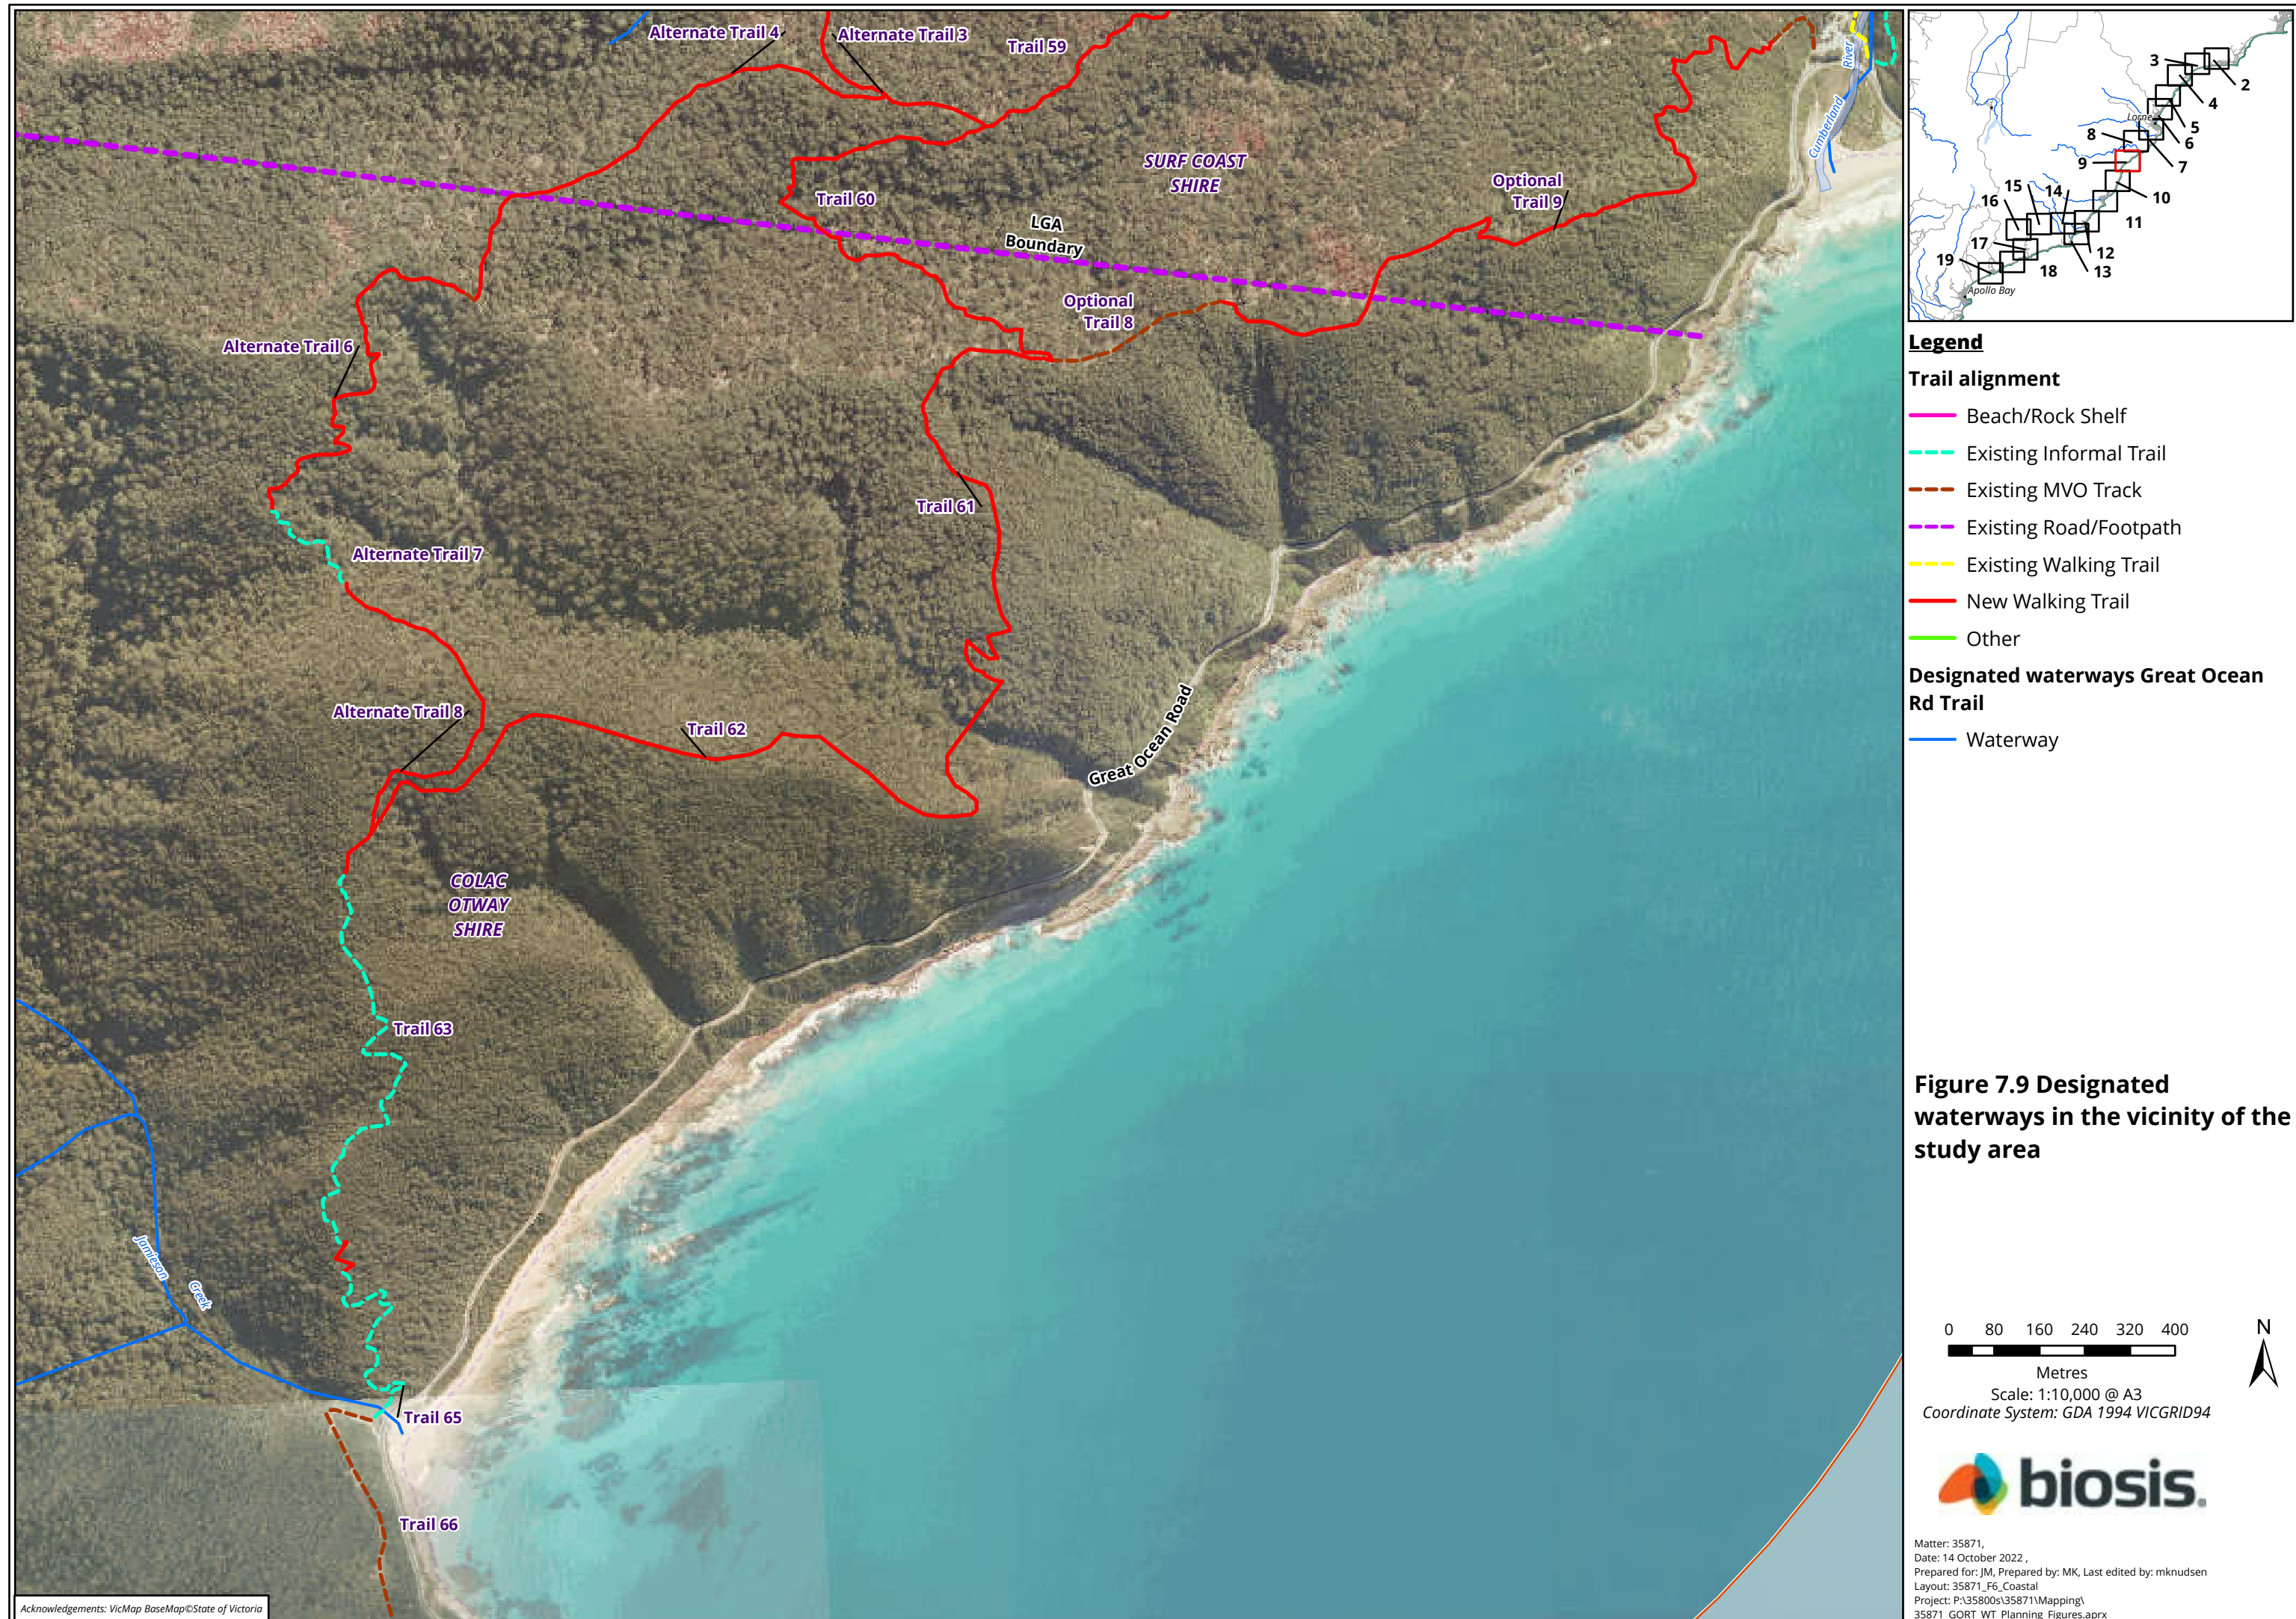 Alternate Trail 4
Alternate Trail 3
Trail 59
River
Cumberland
SURF COAST
SHIRE
Optional
Trail 9
Trail 60
LGA
Boundary
Optional
Trail 8
Alternate Trail 6
Trail 61
Alternate Trail 7
Alternate Trail 8
Trail 62
Great Ocean Road
COLAC
OTWAY
SHIRE
Trail 63
Jamieson
Creek
Trail 65
Trail 66
Acknowledgements: VicMap BaseMap©State of Victoria
3
2
4
Lorne
5
8
6
9
7
15
14
10
16
11
17
12
19
18
13
Apollo Bay
Legend
Trail alignment
Beach/Rock Shelf
Existing Informal Trail
Existing MVO Track
Existing Road/Footpath
Existing Walking Trail
New Walking Trail
Other
Designated waterways Great Ocean
Rd Trail
Waterway
Figure 7.9 Designated
waterways in the vicinity of the
study area
0 80 160 240 320 400
N
Metres
Scale: 1:10,000 @ A3
Coordinate System: GDA 1994 VICGRID94
biosis.
Matter: 35871,
Date: 14 October 2022 ,
Prepared for: JM, Prepared by: MK, Last edited by: mknudsen
Layout: 35871_F6_Coastal
Project: P:\35800s\35871\Mapping\
35871_GORT_WT_Planning_Figures.aprx